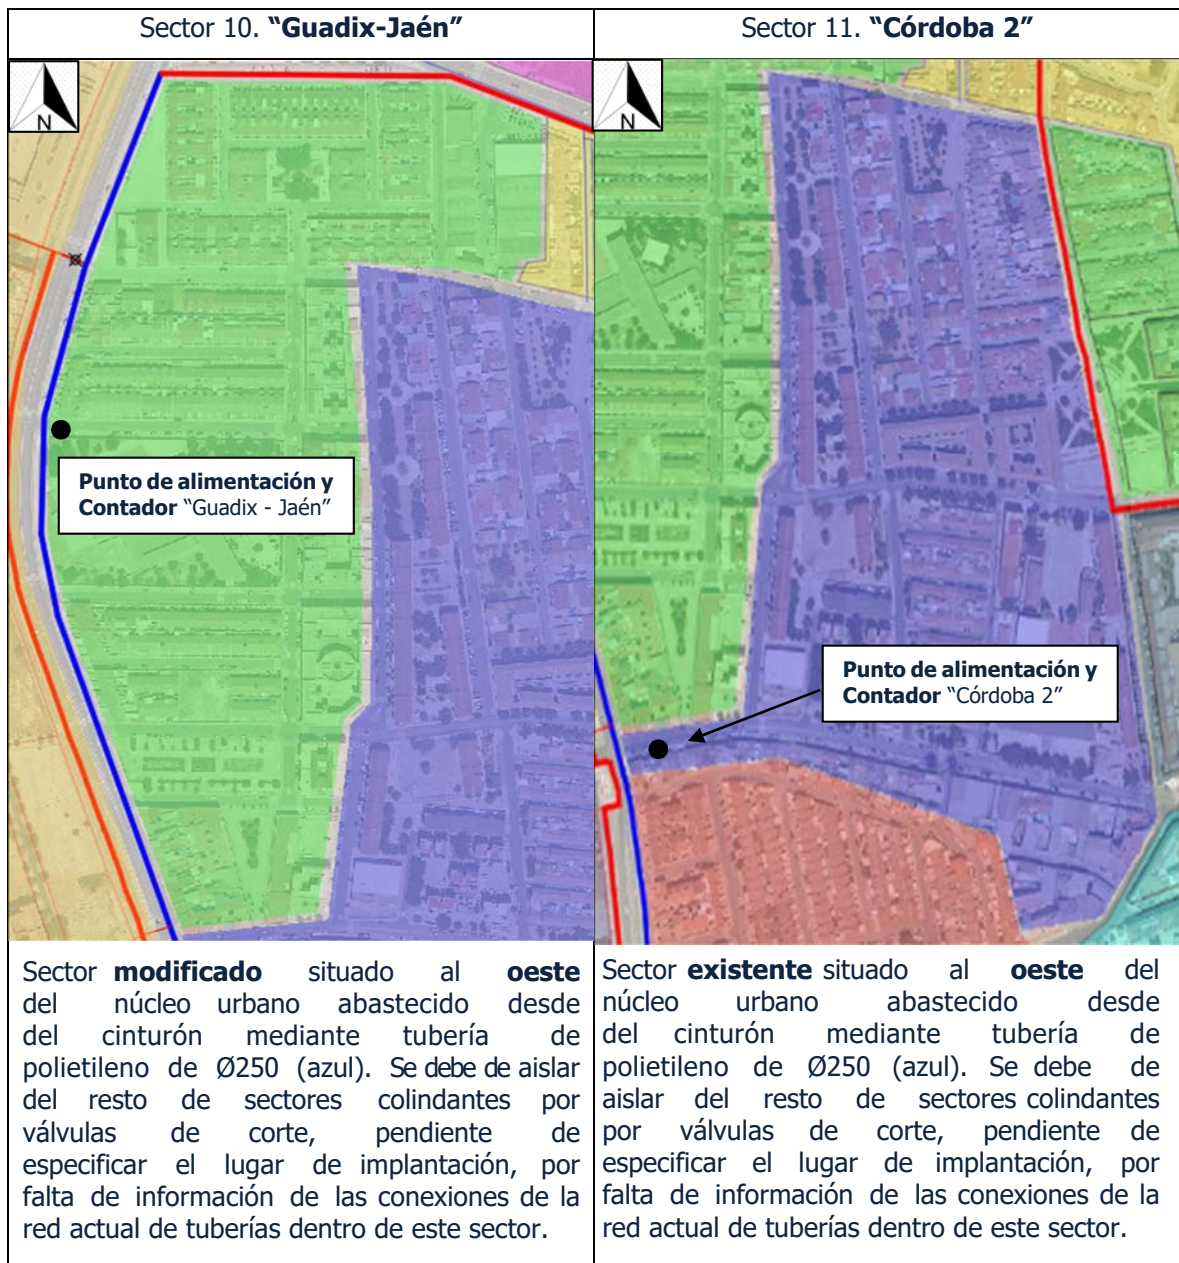 Sector 10. “Guadix-Jaén”
N
Punto de alimentación y
Contador “Guadix - Jaén”
Sector modificado situado al oeste
del núcleo urbano abastecido desde
del cinturón mediante tubería de
polietileno de Ø250 (azul). Se debe de aislar
del resto de sectores colindantes por
válvulas de corte, pendiente de
especificar el lugar de implantación, por
falta de información de las conexiones de la
red actual de tuberías dentro de este sector.
Sector 11. “Córdoba 2”
N
Punto de alimentación y
Contador “Córdoba 2”
Sector existente situado al oeste del
núcleo urbano abastecido desde
del cinturón mediante tubería de
polietileno de Ø250 (azul). Se debe de
aislar del resto de sectores colindantes
por válvulas de corte, pendiente de
especificar el lugar de implantación, por
falta de información de las conexiones de la
red actual de tuberías dentro de este sector.